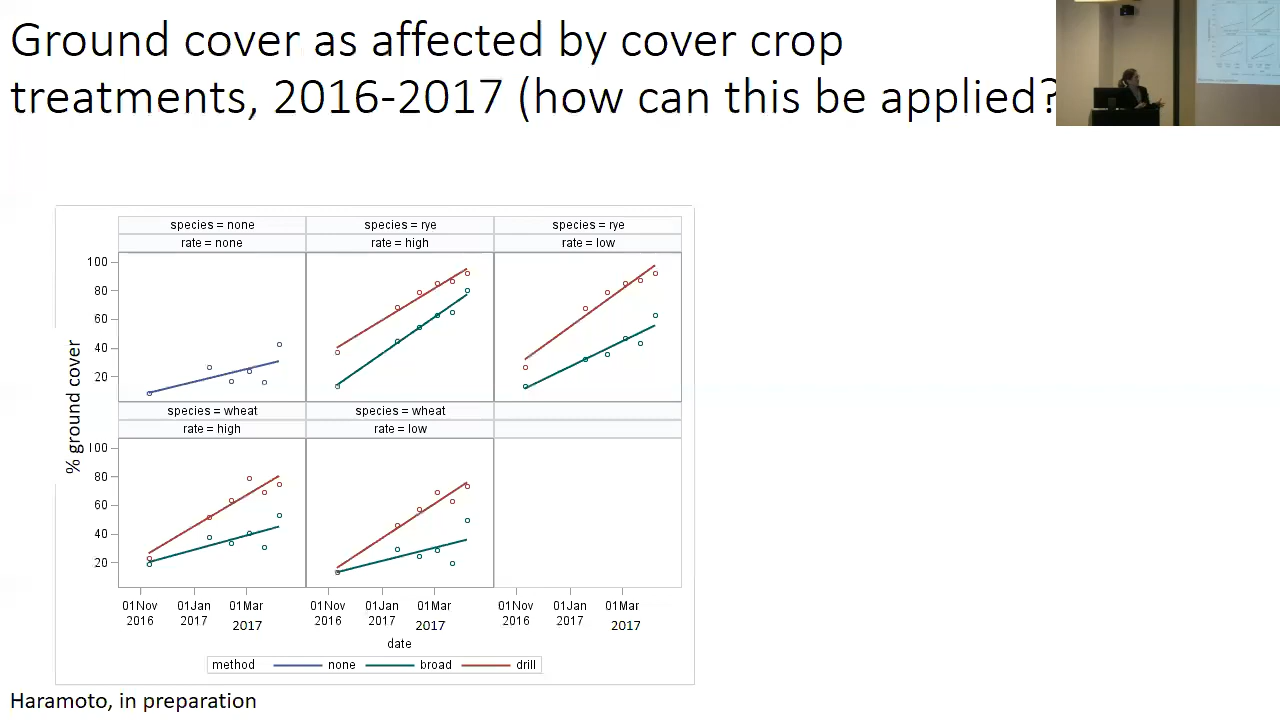 Ground cover as affected by cover crop
treatments, 2016-2017 (how can this be applied?
species = none species = rye species = rye
rate = none rate = high rate = low
100
80
60
40
20
species = wheat species = wheat
rate = high rate = low
100
80
60
40
20
% ground cover
01Nov 01Jan 01Mar 01Nov 01Jan 01Mar 01Nov 01Jan 01Mar
2016 2017 2017 2016 2017 2017 2016 2017 2017
date
method none broad drill
Haramoto, in preparation